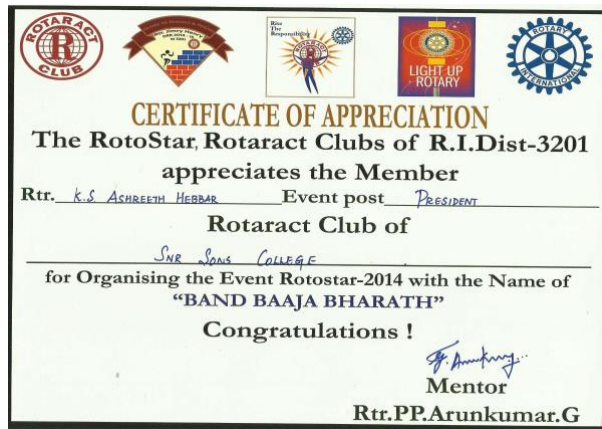 ROTARACT
R
CLUB
Rise
The
Responsibility
LIGHT UP
ROTARY
ROTARY
INTERNATIONAL
CERTIFICATE OF APPRECIATION
The RotoStar, Rotaract Clubs of R.I.Dist-3201
appreciates the Member
Rtr. K.S ASHREETH HEBBAR Event post PRESIDENT
Rotaract Club of
SNR SONS COLLEGE
for Organising the Event Rotostar-2014 with the Name of
“BAND BAAJA BHARATH”
Congratulations !
Mentor
Rtr.PP.Arunkumar.G